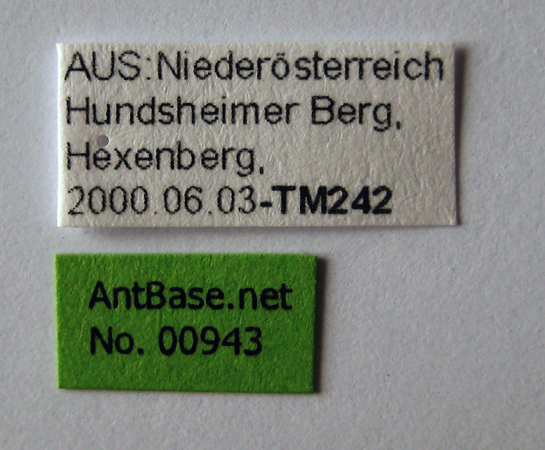 AUS:Niederösterreich
Hundsheimer Berg,
Hexenberg,
2000.06.03-TM242
AntBase.net
No. 00943